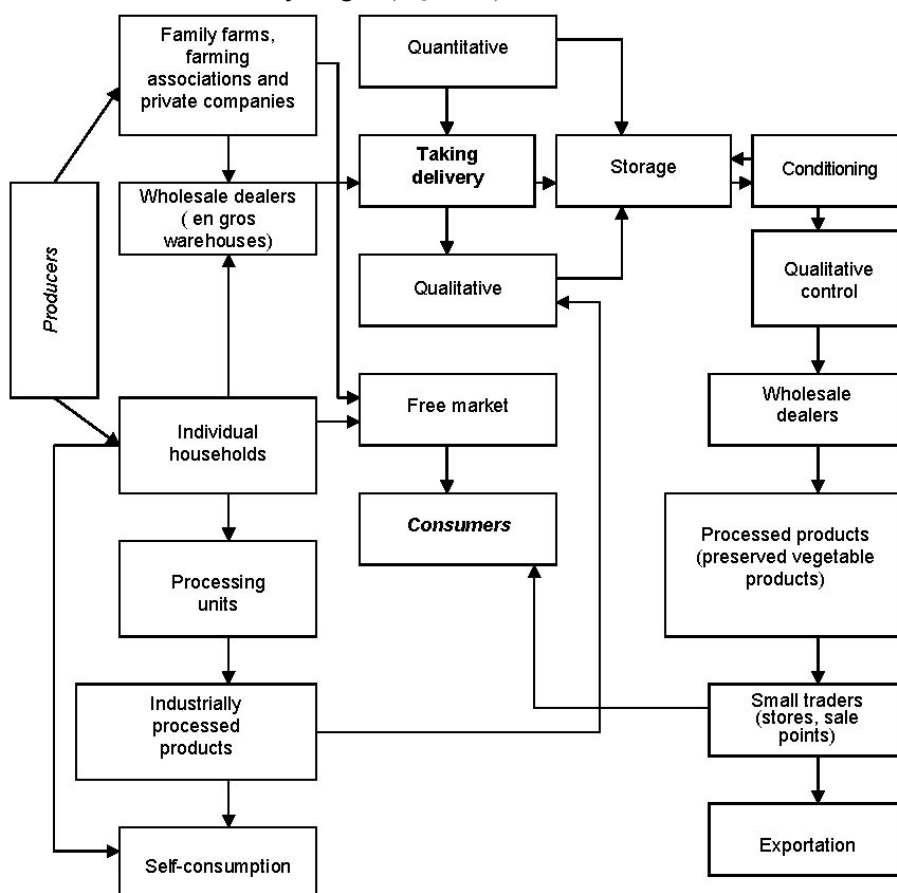 Family farms,
farming
associations and
private companies
Quantitative
Producers
Wholesale dealers
( en gros
warehouses)
Taking
delivery
Storage
Conditioning
Qualitative
Qualitative
control
Individual
households
Free market
Wholesale
dealers
Consumers
Processing
units
Processed products
(preserved vegetable
products)
Industrially
processed
products
Small traders
(stores, sale
points)
Self-consumption
Exportation